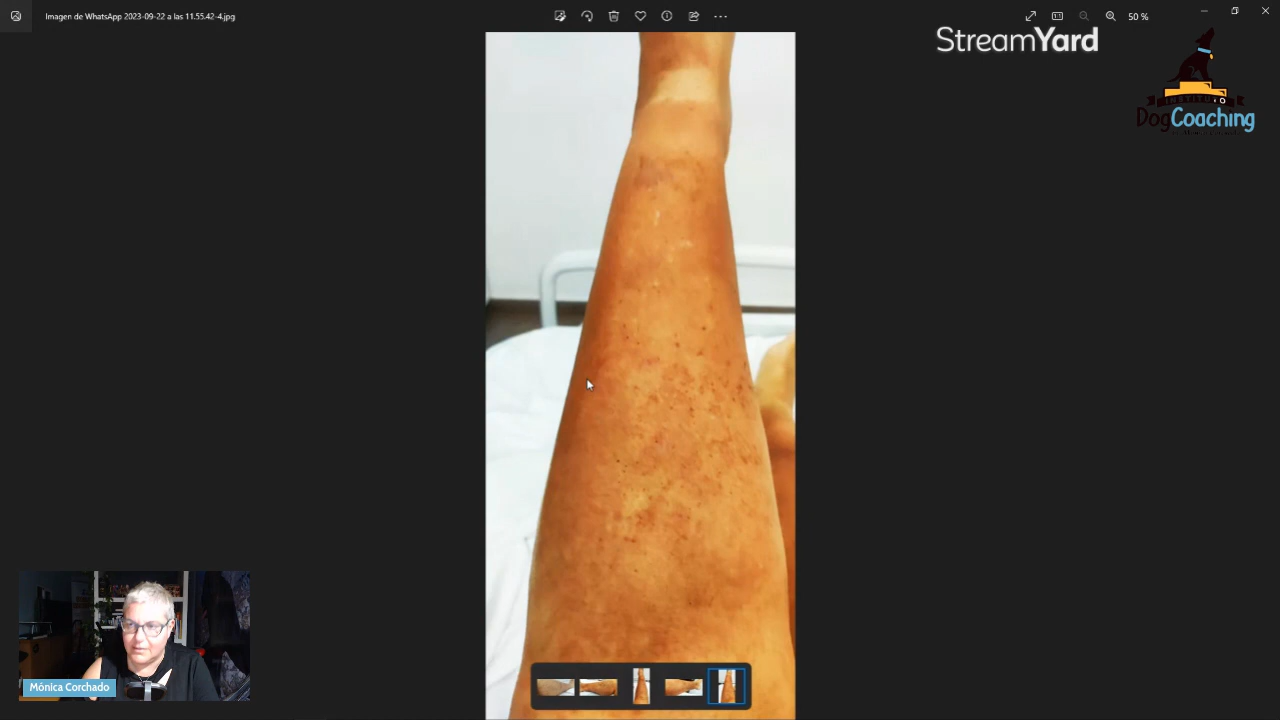 Imagen de WhatsApp 2023-09-22 a las 11.55.42-4.jpg
50 %
StreamYard
DogCoaching
Mónica Corchado